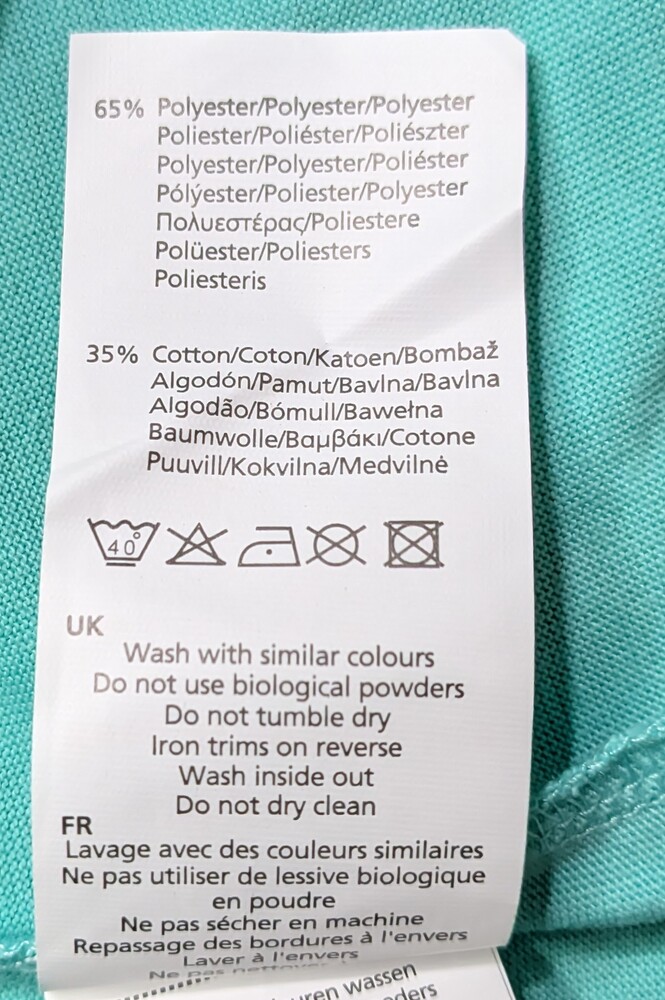 65% Polyester/Polyester/Polyester
Poliester/Poliéster/Poliészter
Polyester/Polyester/Poliéster
Pólýester/Poliester/Polyester
Πολυεστέρας/Poliestere
Polüester/Poliesters
Poliesteris
35% Cotton/Coton/Katoen/Bombaž
Algodón/Pamut/Bavlna/Bavlna
Algodão/Bómull/Bawełna
Baumwolle/Βαμβάκι/Cotone
Puuvill/Kokvilna/Medvilnė
40°
UK
Wash with similar colours
Do not use biological powders
Do not tumble dry
Iron trims on reverse
Wash inside out
Do not dry clean
FR
Lavage avec des couleurs similaires
Ne pas utiliser de lessive biologique
en poudre
Ne pas sécher en machine
Repassage des bordures à l'envers
Laver à l'envers
Ne pas
wassen